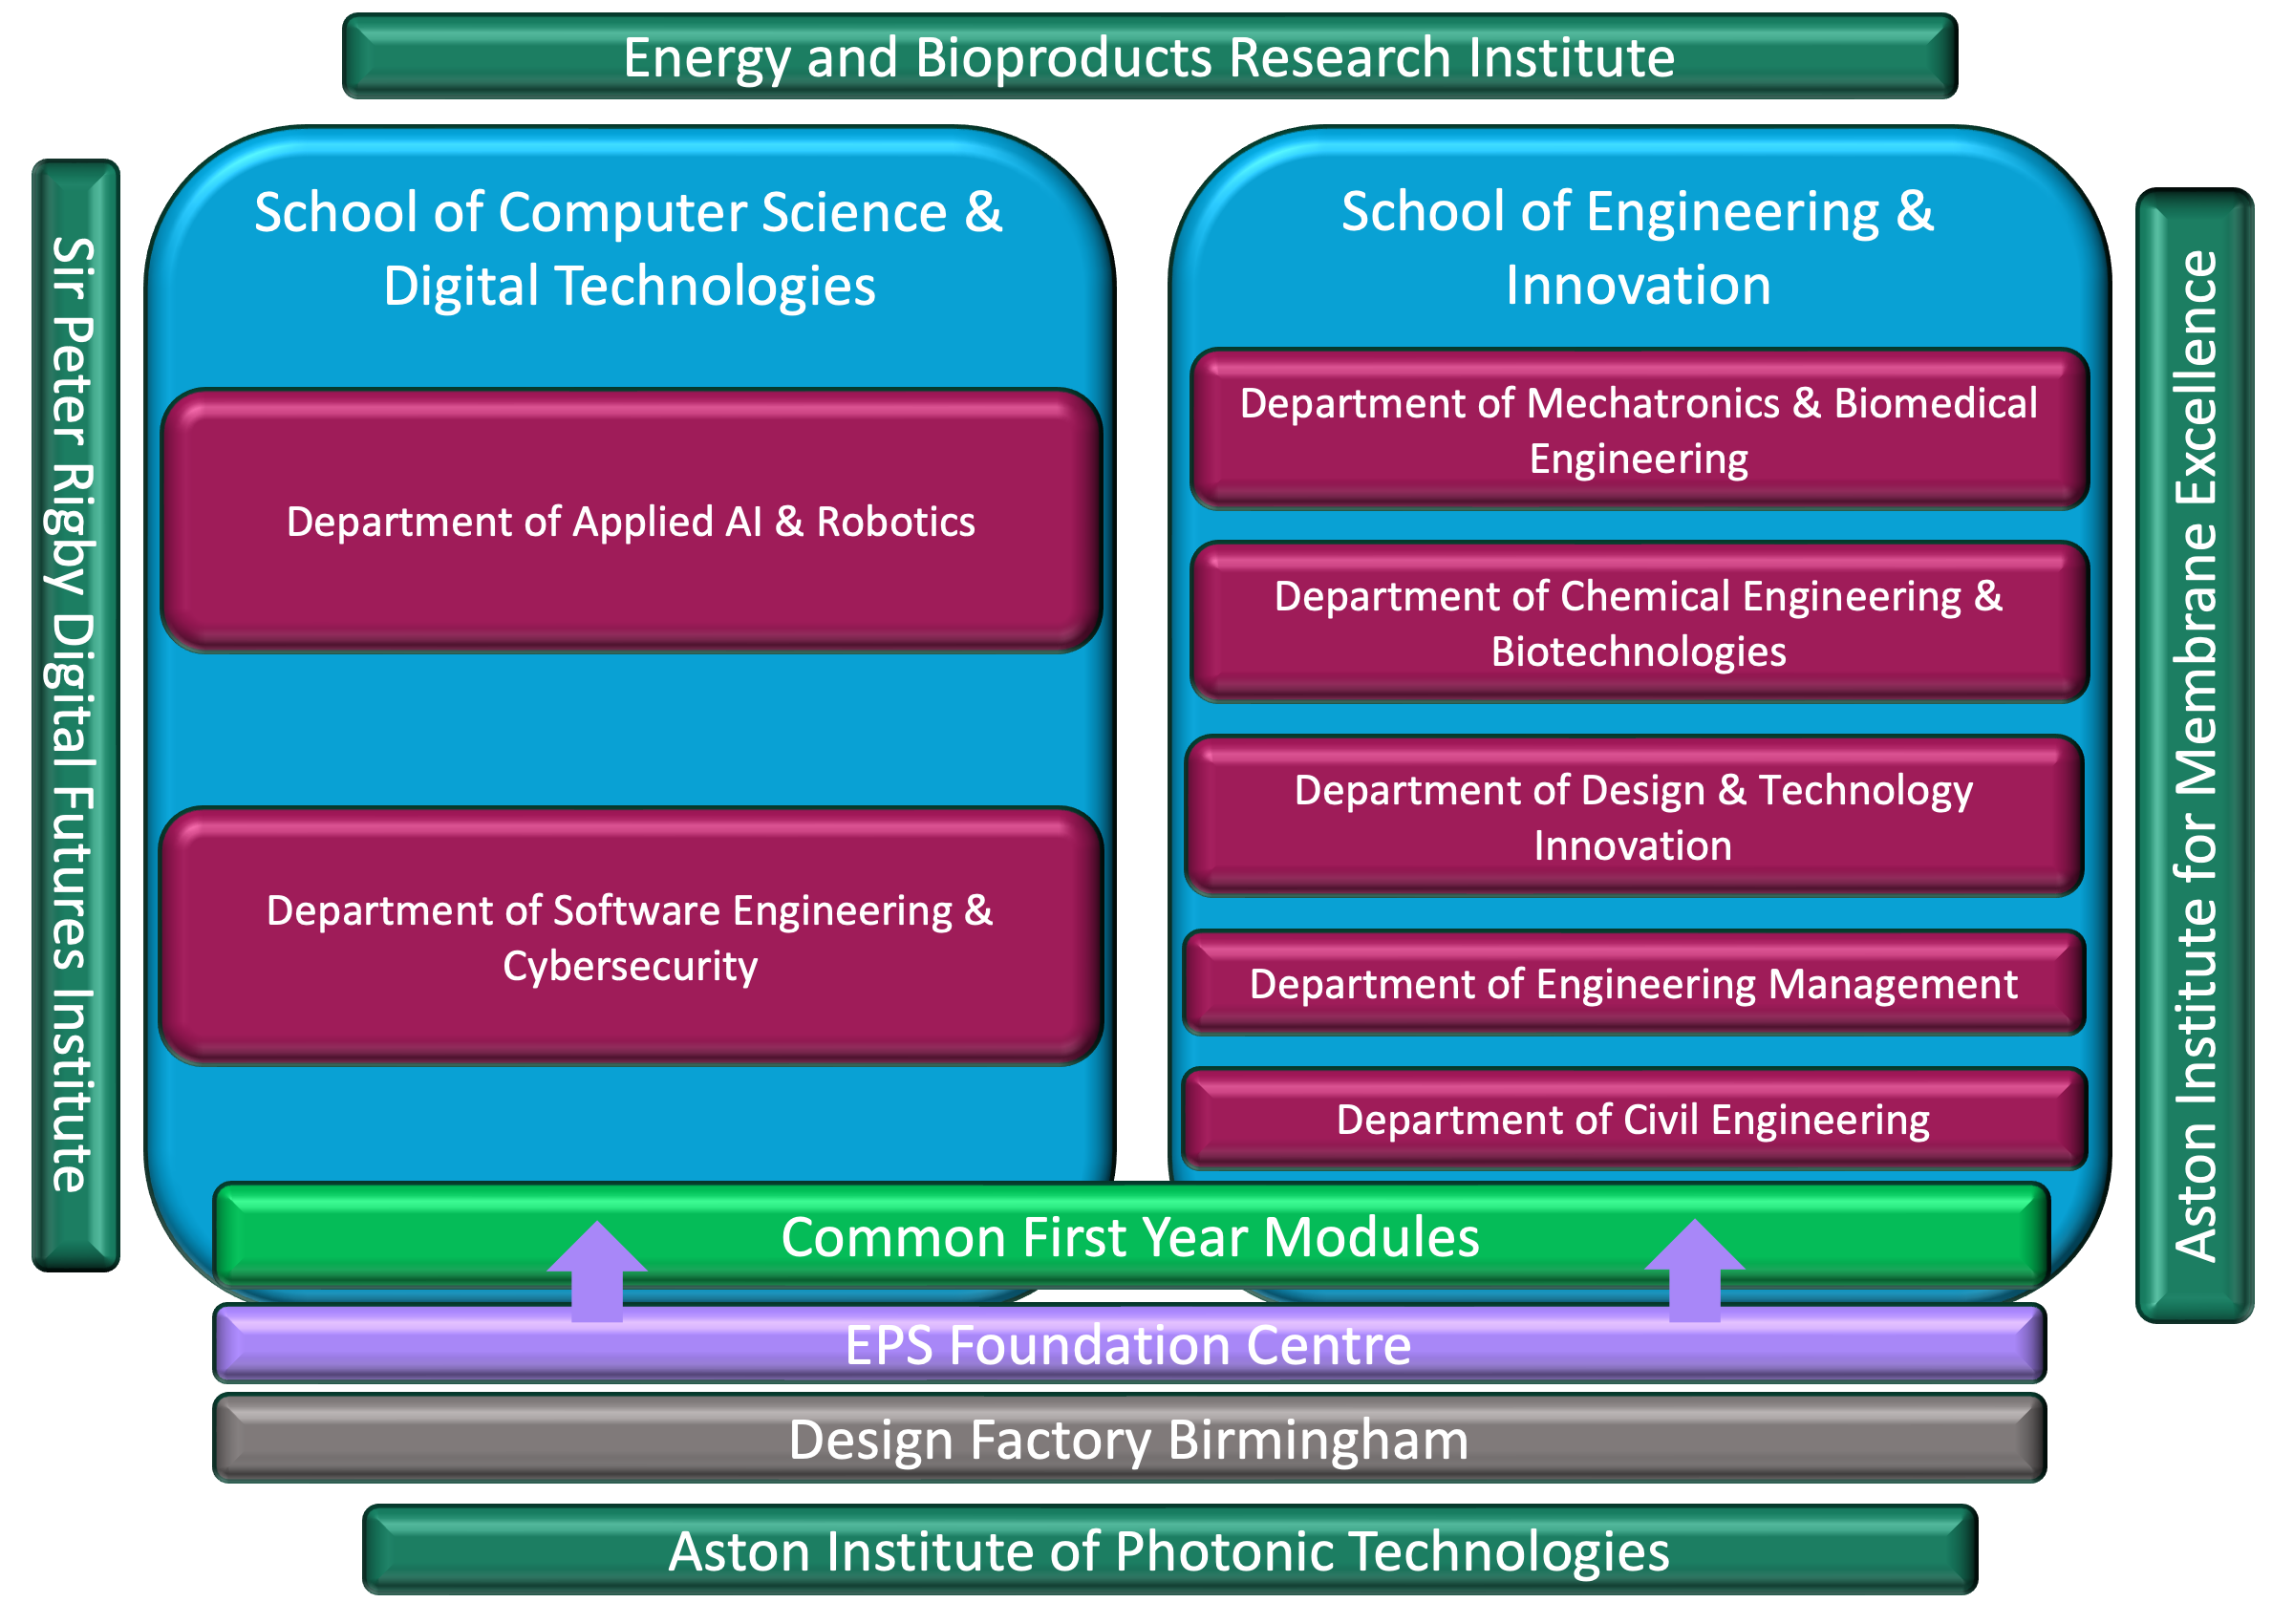 Energy and Bioproducts Research Institute
Sir Peter Rigby Digital Futures Institute
School of Computer Science &
Digital Technologies
Department of Applied AI & Robotics
Department of Software Engineering &
Cybersecurity
School of Engineering &
Innovation
Department of Mechatronics & Biomedical
Engineering
Department of Chemical Engineering &
Biotechnologies
Department of Design & Technology
Innovation
Department of Engineering Management
Department of Civil Engineering
Aston Institute for Membrane Excellence
Common First Year Modules
EPS Foundation Centre
Design Factory Birmingham
Aston Institute of Photonic Technologies